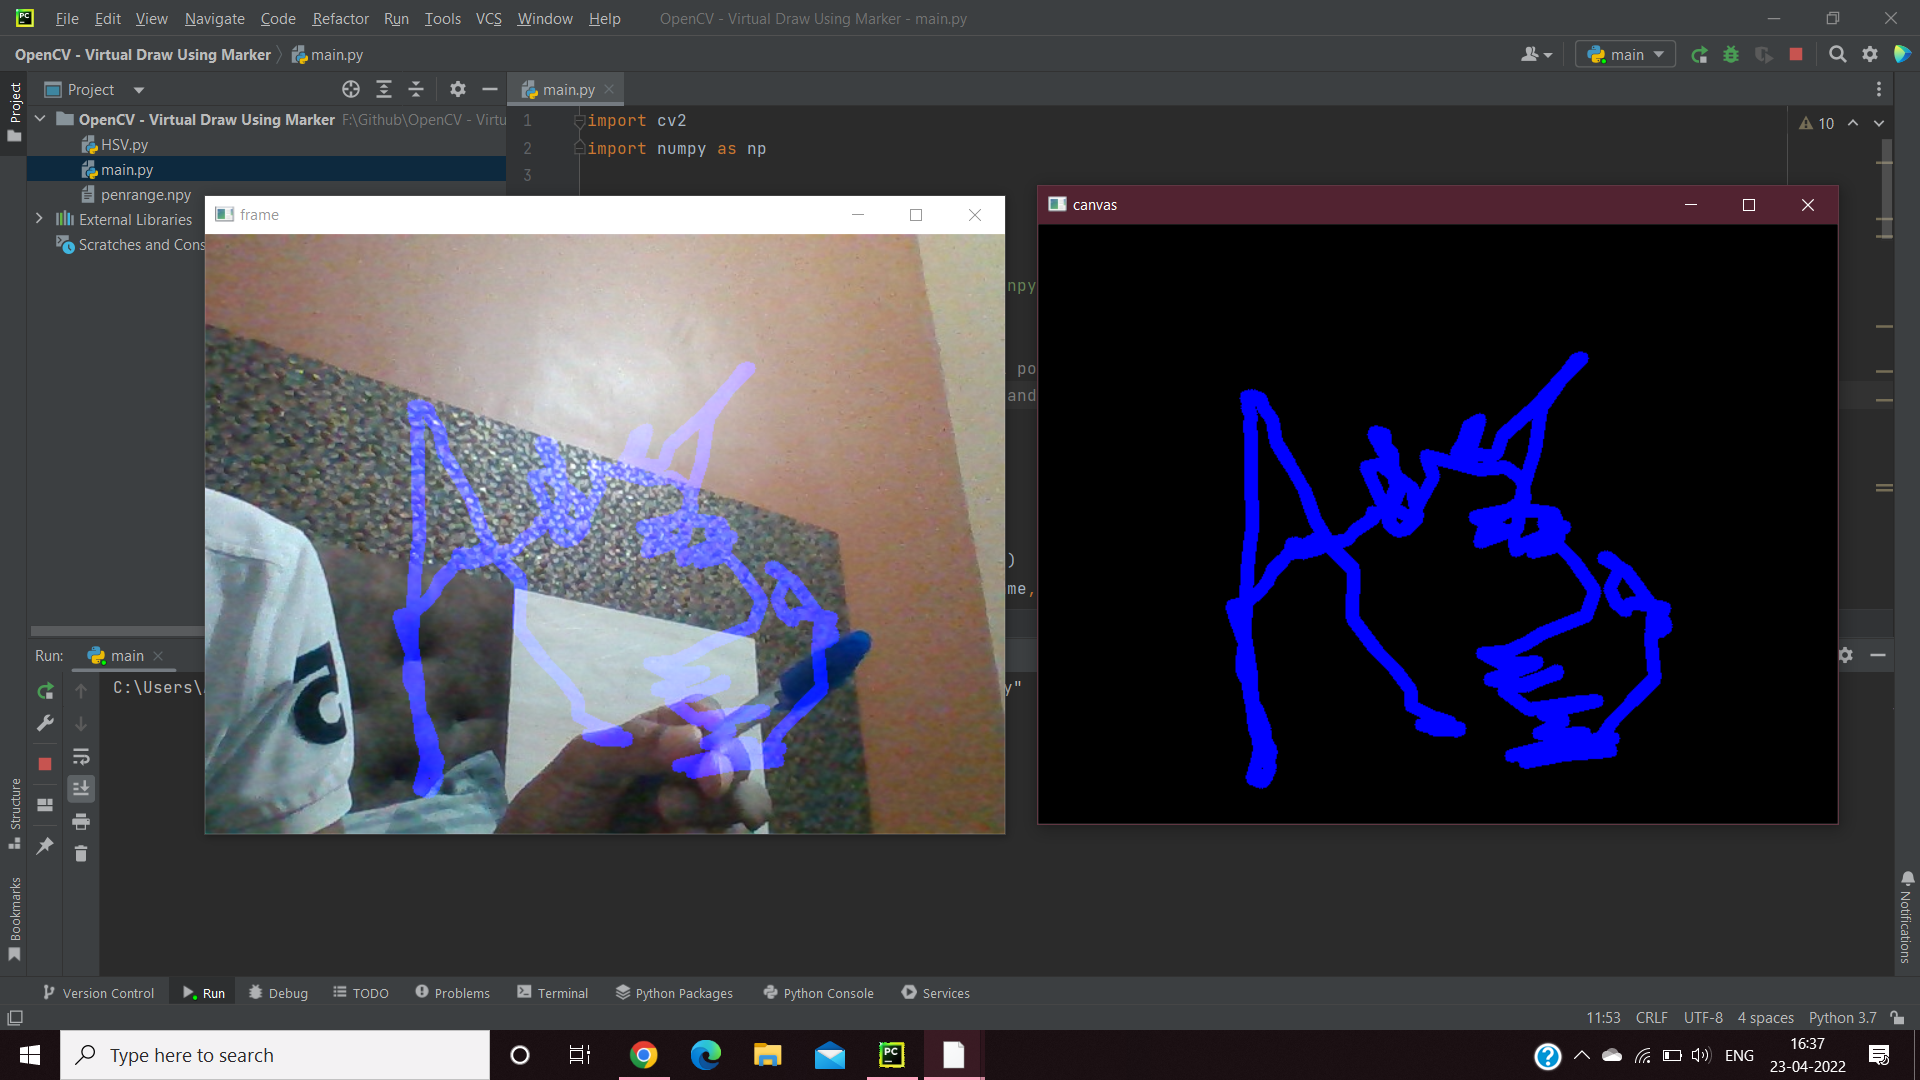 File Edit View Navigate Code Refactor Run Tools VCS Window Help OpenCV - Virtual Draw Using Marker - main.py
OpenCV - Virtual Draw Using Marker main.py
main
Project
Project
main.py
OpenCV - Virtual Draw Using Marker F:\Github\OpenCV - Virtu
HSV.py
main.py
penrange.npy
External Libraries
Scratches and Cons
1 import cv2
2 import numpy as np
3
10
frame
canvas
npy
po
and
)
me,
Run: main
C:\Users\
y"
Structure
Bookmarks
Notifications
Version Control Run Debug TODO Problems Terminal Python Packages Python Console Services
11:53 CRLF UTF-8 4 spaces Python 3.7
Type here to search
ENG
16:37
23-04-2022